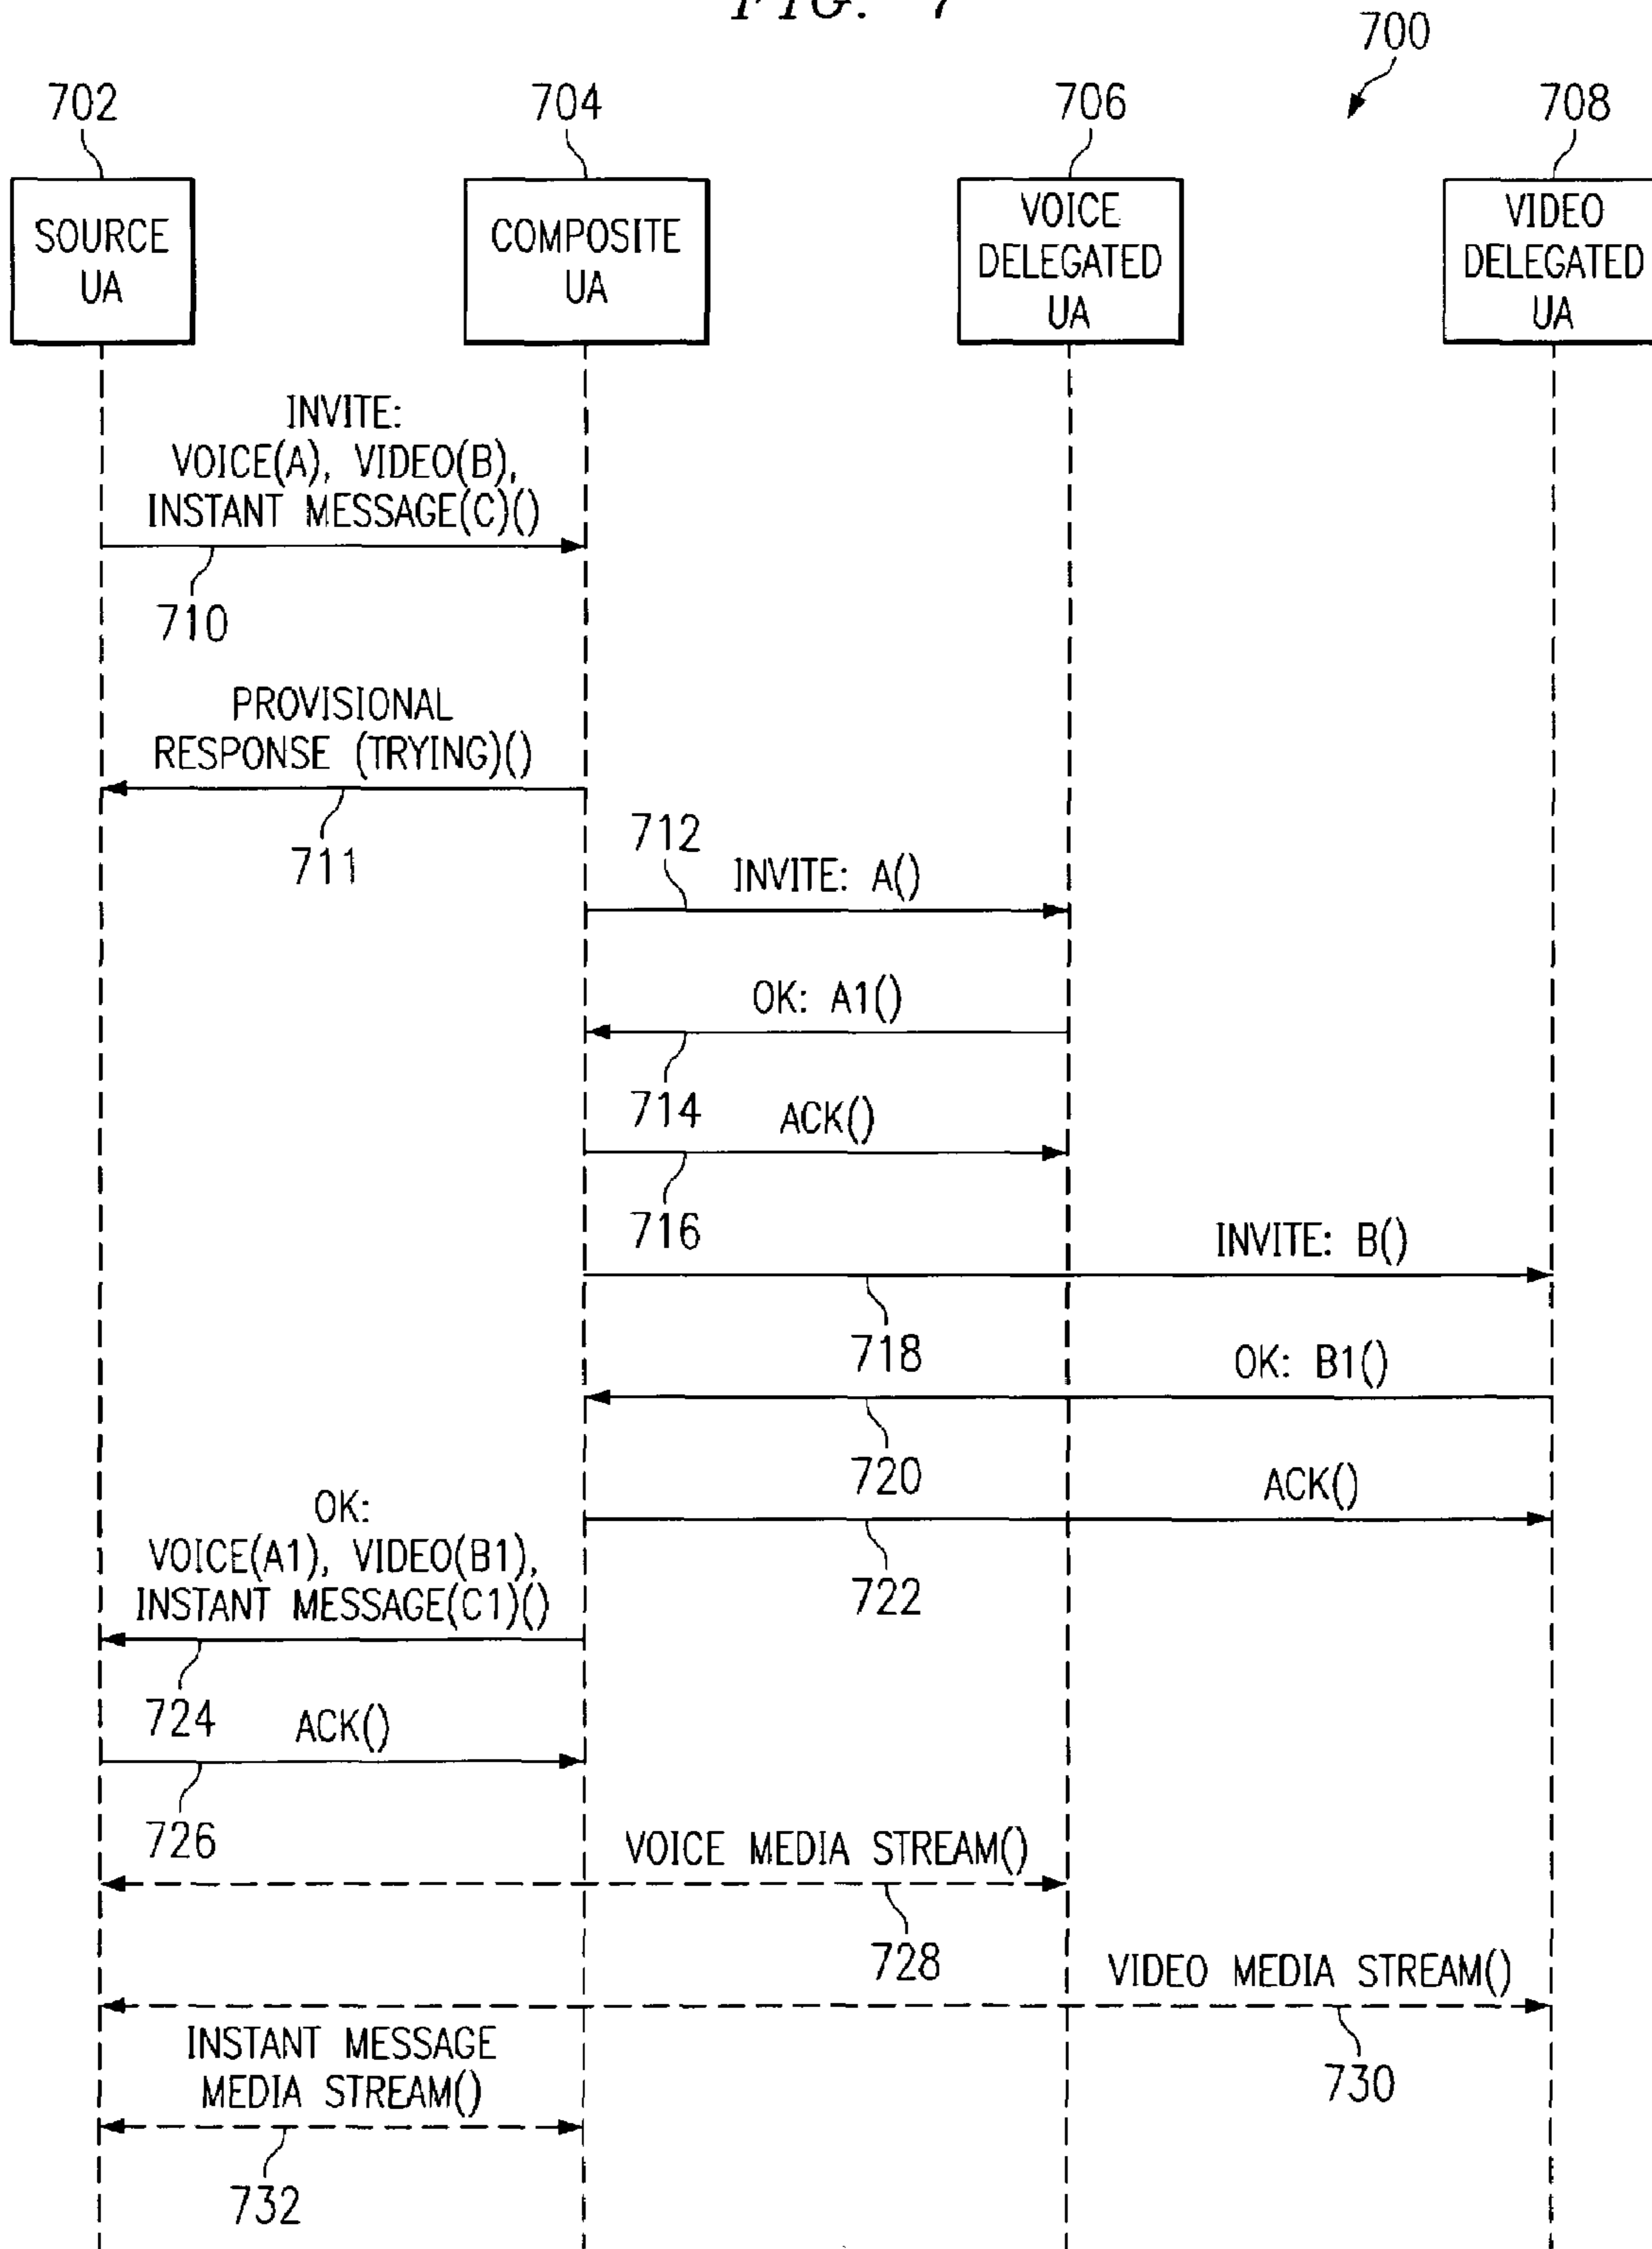 FIG. 7
700
702
704
706
708
SOURCE
UA
COMPOSITE
UA
VOICE
DELEGATED
UA
VIDEO
DELEGATED
UA
INVITE:
VOICE(A), VIDEO(B),
INSTANT MESSAGE(C)()
710
PROVISIONAL
RESPONSE (TRYING)()
711
712
INVITE: A()
OK: A1()
714
ACK()
716
INVITE: B()
718
OK: B1()
720
ACK()
722
OK:
VOICE(A1), VIDEO(B1),
INSTANT MESSAGE(C1)()
724
ACK()
726
VOICE MEDIA STREAM()
728
VIDEO MEDIA STREAM()
730
INSTANT MESSAGE
MEDIA STREAM()
732